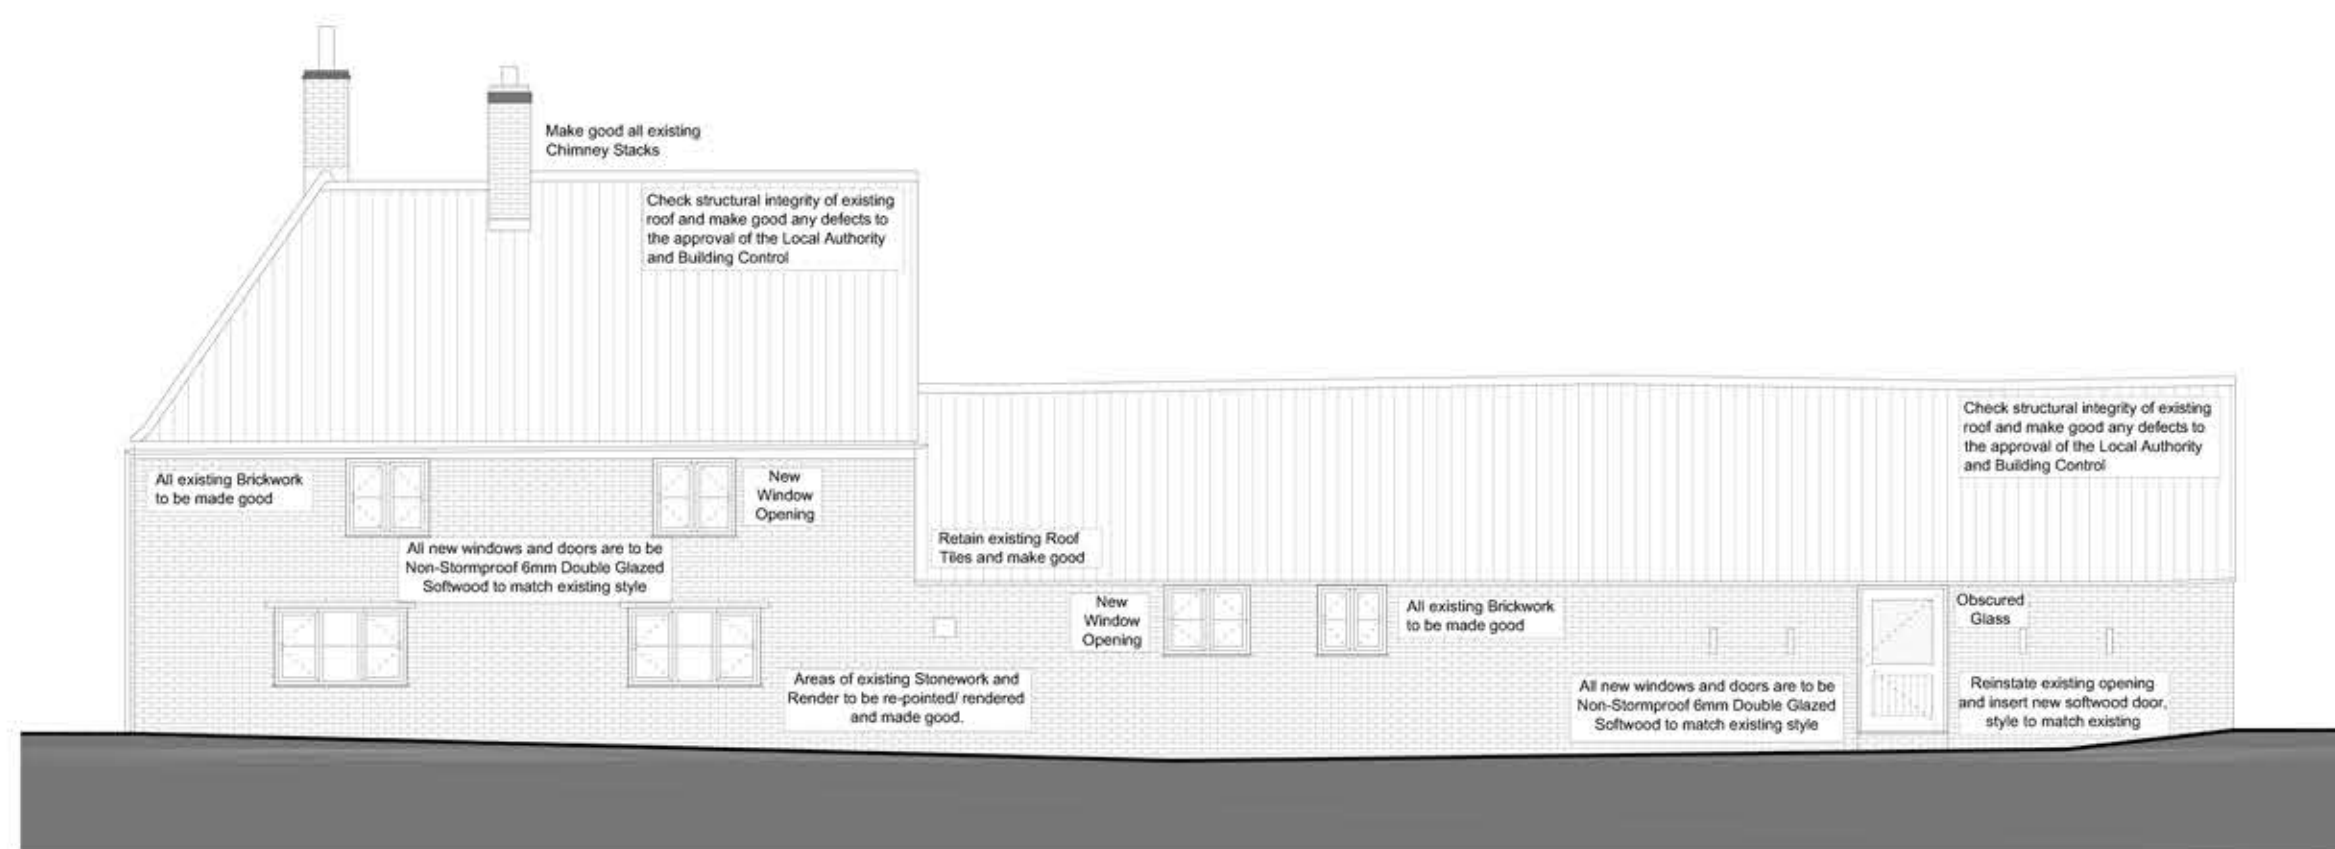 Make good all existing
Chimney Stacks
Check structural integrity of existing
roof and make good any defects to
the approval of the Local Authority
and Building Control
Check structural integrity of existing
roof and make good any defects to
the approval of the Local Authority
and Building Control
All existing Brickwork
to be made good
New
Window
Opening
All new windows and doors are to be
Non-Stormproof 6mm Double Glazed
Softwood to match existing style
Retain existing Roof
Tiles and make good
New
Window
Opening
All existing Brickwork
to be made good
Obscured
Glass
Areas of existing Stonework and
Render to be re-pointed/ rendered
and made good.
All new windows and doors are to be
Non-Stormproof 6mm Double Glazed
Softwood to match existing style
Reinstate existing opening
and insert new softwood door,
style to match existing